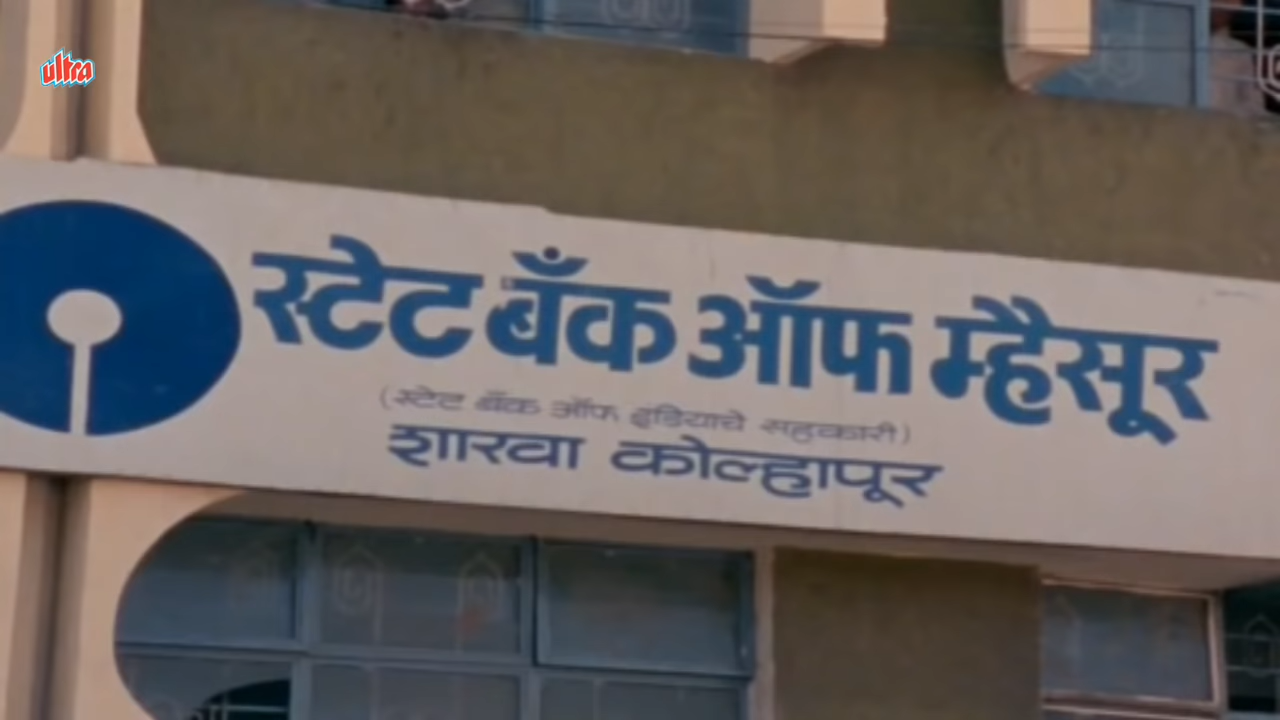 ultra
स्टेट बँक ऑफ म्हैसूर
(स्टेट बँक ऑफ इंडियाचे सहकारी)
शाखा कोल्हापूर